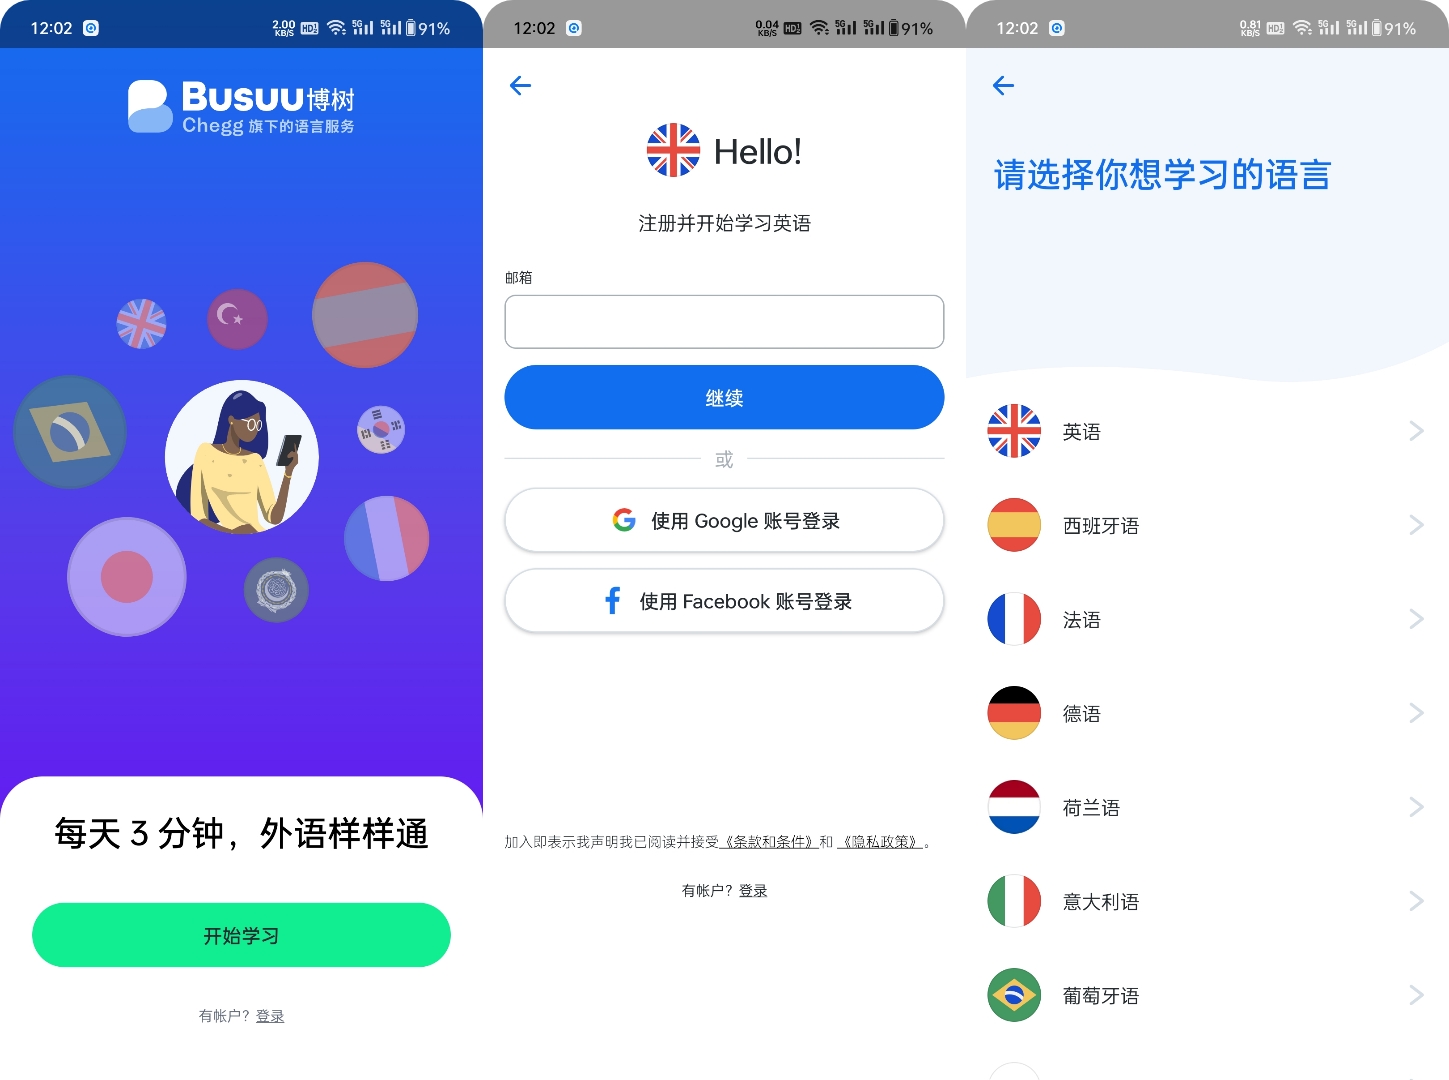 12:02
2.00 KB/S HD2 5G 5G 91%
Busuu博树
Chegg 旗下的语言服务
每天 3 分钟，外语样样通
开始学习
有帐户？登录
12:02
0.04 KB/S HD2 5G 5G 91%
Hello!
注册并开始学习英语
邮箱
继续
或
使用 Google 账号登录
使用 Facebook 账号登录
加入即表示我声明我已阅读并接受《条款和条件》和《隐私政策》。
有帐户？登录
12:02
0.81 KB/S HD2 5G 5G 91%
请选择你想学习的语言
英语
西班牙语
法语
德语
荷兰语
意大利语
葡萄牙语